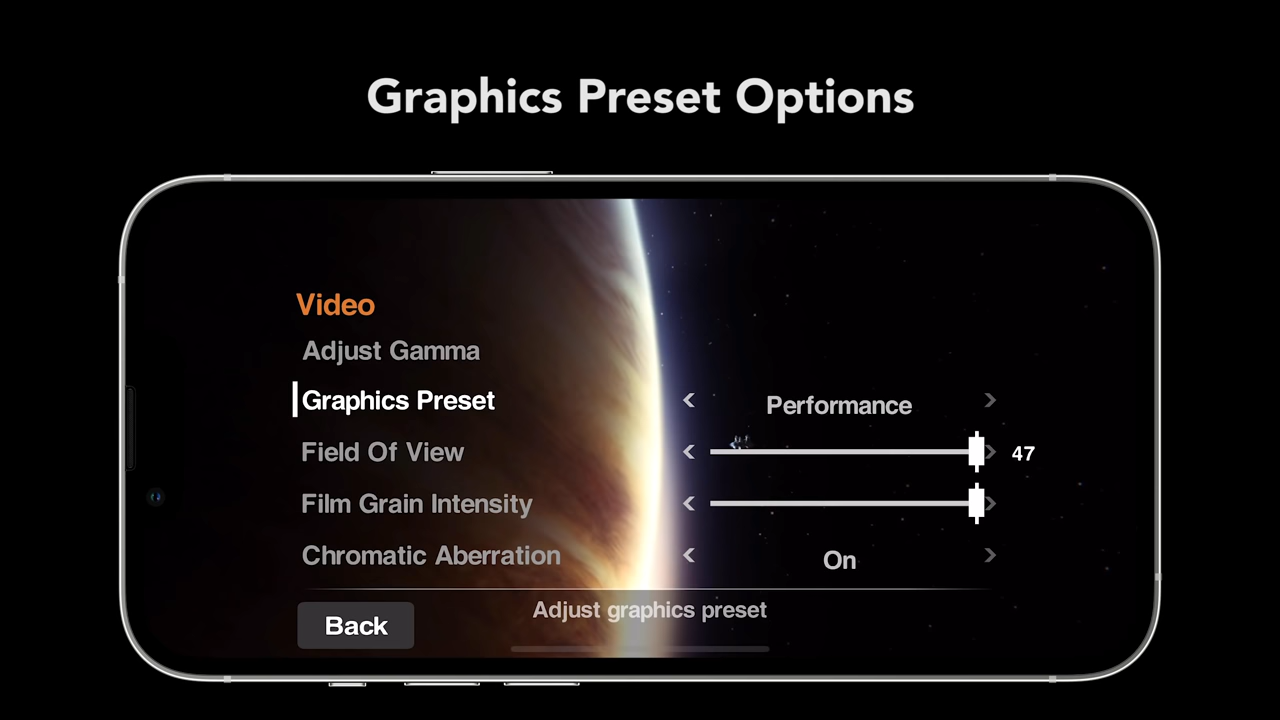 Graphics Preset Options
Video
Adjust Gamma
Graphics Preset Performance
Field Of View 47
Film Grain Intensity
Chromatic Aberration On
Adjust graphics preset
Back